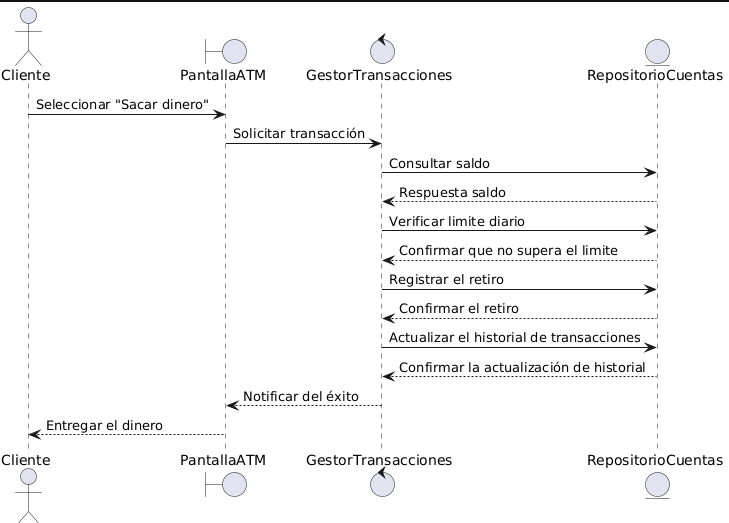 Cliente
PantallaATM
GestorTransacciones
RepositorioCuentas
Seleccionar "Sacar dinero"
Solicitar transacción
Consultar saldo
Respuesta saldo
Verificar limite diario
Confirmar que no supera el limite
Registrar el retiro
Confirmar el retiro
Actualizar el historial de transacciones
Confirmar la actualización de historial
Notificar del éxito
Entregar el dinero
Cliente
PantallaATM
GestorTransacciones
RepositorioCuentas